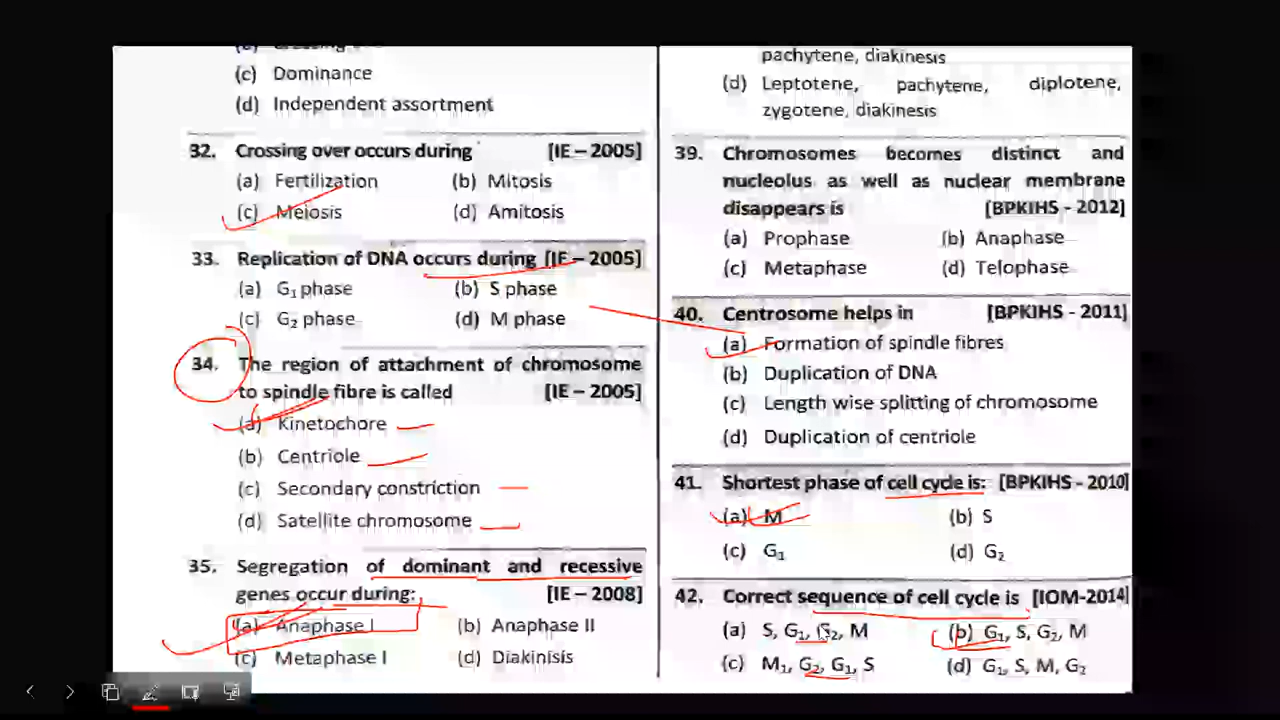 (c) Dominance
(d) Independent assortment
32. Crossing over occurs during [IE – 2005]
(a) Fertilization (b) Mitosis
(c) Meiosis (d) Amitosis
33. Replication of DNA occurs during [IE – 2005]
(a) G₁ phase (b) S phase
(c) G₂ phase (d) M phase
34. The region of attachment of chromosome
to spindle fibre is called [IE – 2005]
(a) Kinetochore
(b) Centriole
(c) Secondary constriction
(d) Satellite chromosome
35. Segregation of dominant and recessive
genes occur during: [IE – 2008]
(a) Anaphase I (b) Anaphase II
(c) Metaphase I (d) Diakinisis
pachytene, diakinesis
(d) Leptotene, pachytene, diplotene,
zygotene, diakinesis
39. Chromosomes becomes distinct and
nucleolus as well as nuclear membrane
disappears is [BPKIHS - 2012]
(a) Prophase (b) Anaphase
(c) Metaphase (d) Telophase
40. Centrosome helps in [BPKIHS - 2011]
(a) Formation of spindle fibres
(b) Duplication of DNA
(c) Length wise splitting of chromosome
(d) Duplication of centriole
41. Shortest phase of cell cycle is: [BPKIHS - 2010]
(a) M (b) S
(c) G₁ (d) G₂
42. Correct sequence of cell cycle is [IOM-2014]
(a) S, G₁, G₂, M (b) G₁, S, G₂, M
(c) M₁, G₂, G₁, S (d) G₁, S, M, G₂